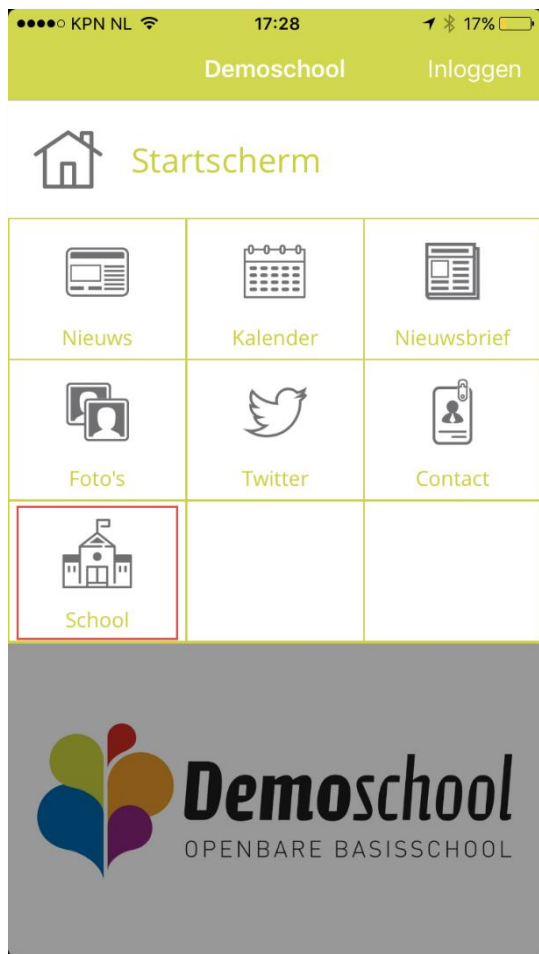 KPN NL 17:28 17%
Demoschool Inloggen
Startscherm
Nieuws Kalender Nieuwsbrief
Foto's Twitter Contact
School
Demoschool
OPENBARE BASISSCHOOL